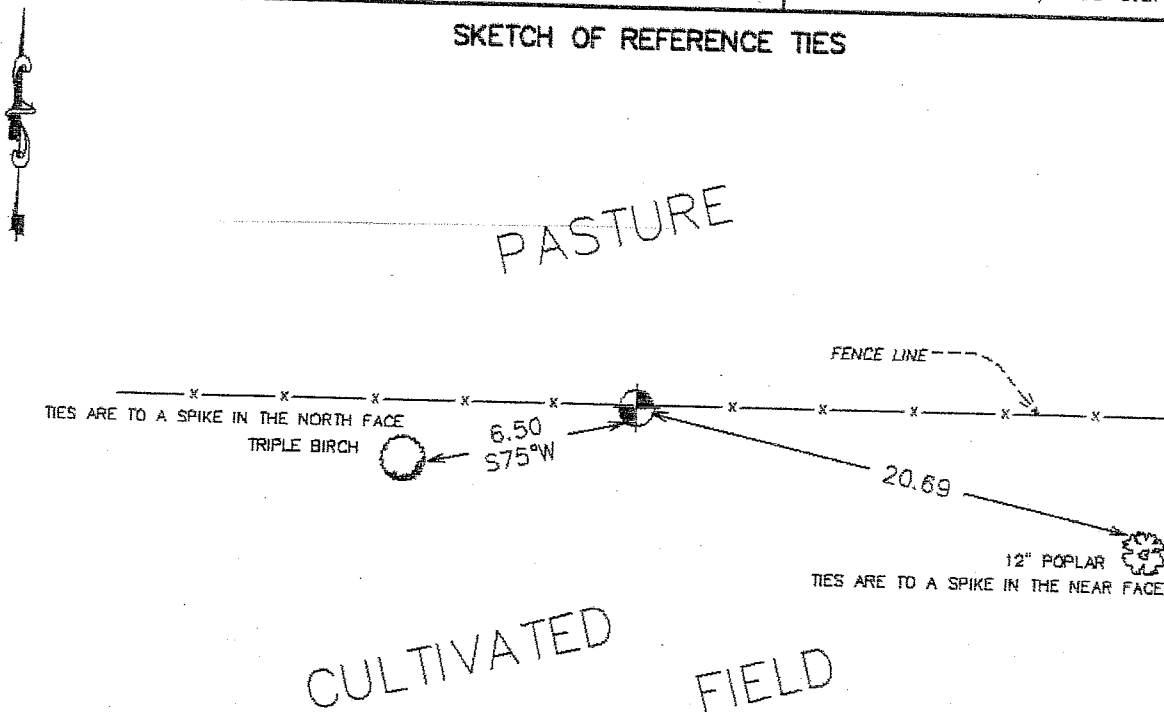 SKETCH OF REFERENCE TIES
PASTURE
FENCE LINE
TIES ARE TO A SPIKE IN THE NORTH FACE
TRIPLE BIRCH
6.50
S75°W
20.69
12" POPLAR
TIES ARE TO A SPIKE IN THE NEAR FACE
CULTIVATED
FIELD